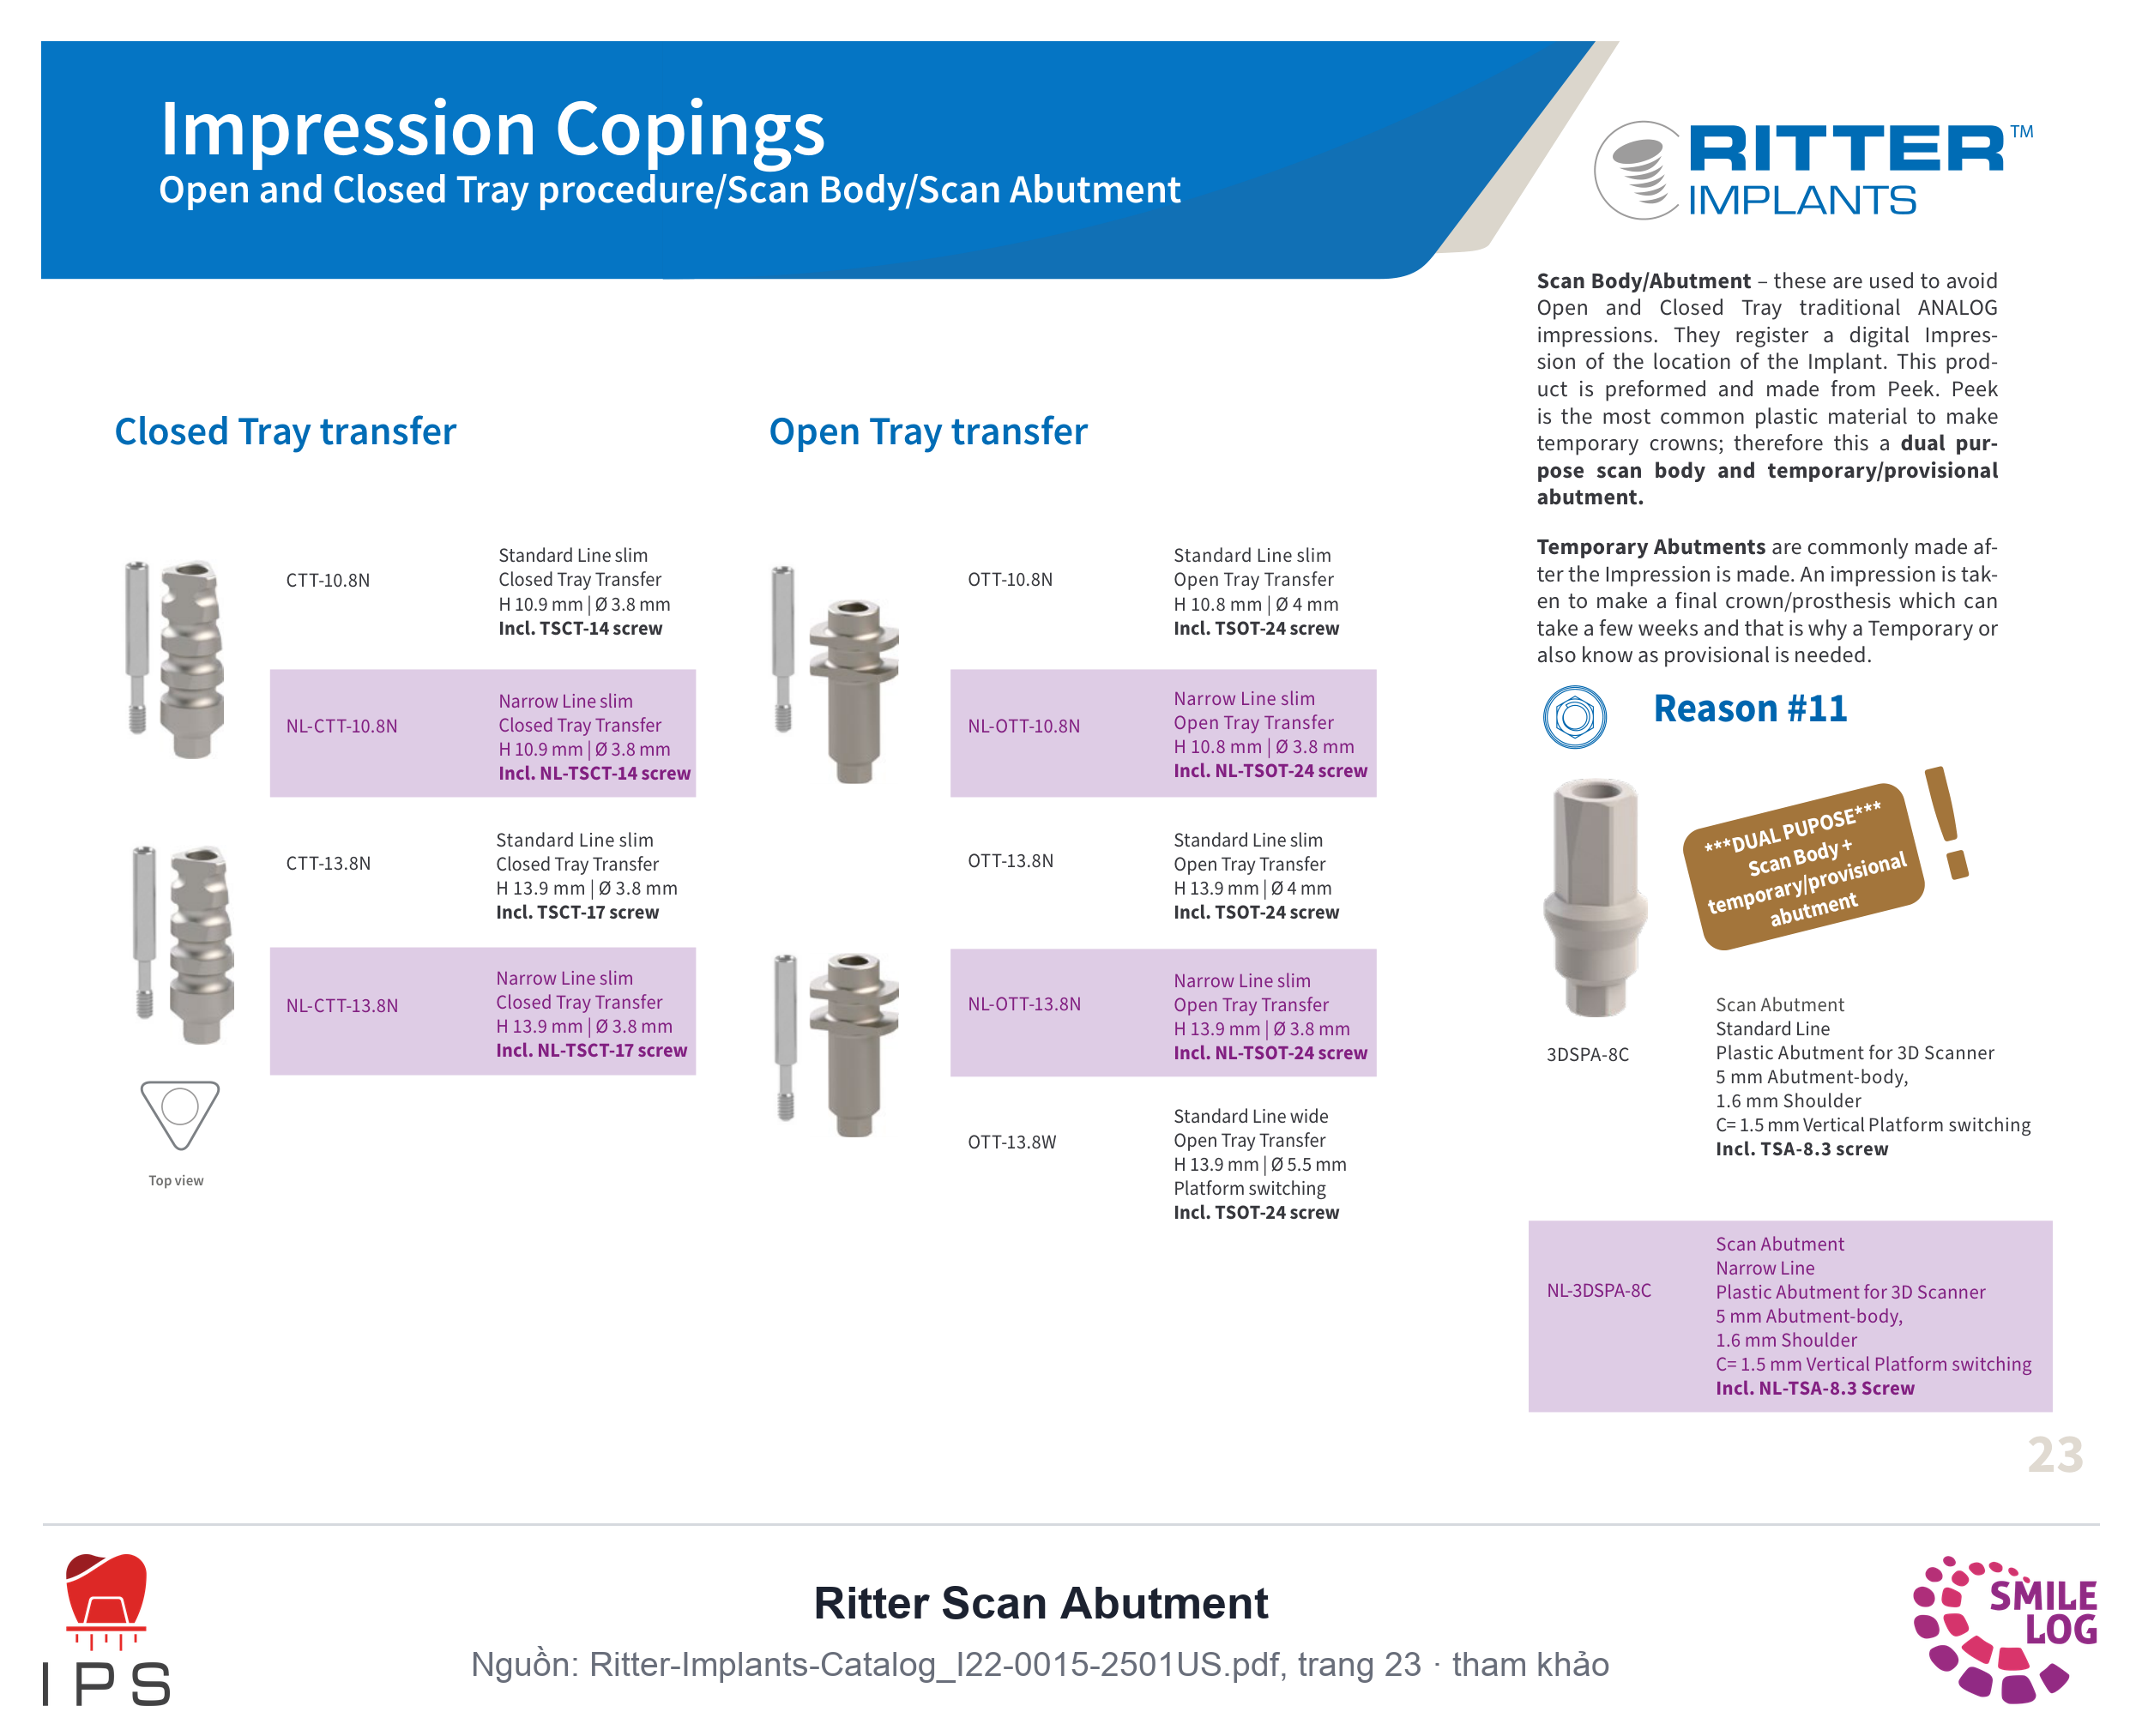 Impression Copings
Open and Closed Tray procedure/Scan Body/Scan Abutment
RITTER™
IMPLANTS
Closed Tray transfer
CTT-10.8N
Standard Line slim
Closed Tray Transfer
H 10.9 mm | Ø 3.8 mm
Incl. TSCT-14 screw
NL-CTT-10.8N
Narrow Line slim
Closed Tray Transfer
H 10.9 mm | Ø 3.8 mm
Incl. NL-TSCT-14 screw
CTT-13.8N
Standard Line slim
Closed Tray Transfer
H 13.9 mm | Ø 3.8 mm
Incl. TSCT-17 screw
NL-CTT-13.8N
Narrow Line slim
Closed Tray Transfer
H 13.9 mm | Ø 3.8 mm
Incl. NL-TSCT-17 screw
Top view
Open Tray transfer
OTT-10.8N
Standard Line slim
Open Tray Transfer
H 10.8 mm | Ø 4 mm
Incl. TSOT-24 screw
NL-OTT-10.8N
Narrow Line slim
Open Tray Transfer
H 10.8 mm | Ø 3.8 mm
Incl. NL-TSOT-24 screw
OTT-13.8N
Standard Line slim
Open Tray Transfer
H 13.9 mm | Ø 4 mm
Incl. TSOT-24 screw
NL-OTT-13.8N
Narrow Line slim
Open Tray Transfer
H 13.9 mm | Ø 3.8 mm
Incl. NL-TSOT-24 screw
OTT-13.8W
Standard Line wide
Open Tray Transfer
H 13.9 mm | Ø 5.5 mm
Platform switching
Incl. TSOT-24 screw
Scan Body/Abutment – these are used to avoid
Open and Closed Tray traditional ANALOG
impressions. They register a digital Impres-
sion of the location of the Implant. This prod-
uct is preformed and made from Peek. Peek
is the most common plastic material to make
temporary crowns; therefore this a dual pur-
pose scan body and temporary/provisional
abutment.
Temporary Abutments are commonly made af-
ter the Impression is made. An impression is tak-
en to make a final crown/prosthesis which can
take a few weeks and that is why a Temporary or
also know as provisional is needed.
Reason #11
***DUAL PUPOSE***
Scan Body +
temporary/provisional
abutment
!
3DSPA-8C
Scan Abutment
Standard Line
Plastic Abutment for 3D Scanner
5 mm Abutment-body,
1.6 mm Shoulder
C= 1.5 mm Vertical Platform switching
Incl. TSA-8.3 screw
NL-3DSPA-8C
Scan Abutment
Narrow Line
Plastic Abutment for 3D Scanner
5 mm Abutment-body,
1.6 mm Shoulder
C= 1.5 mm Vertical Platform switching
Incl. NL-TSA-8.3 Screw
23
IPS
Ritter Scan Abutment
Nguồn: Ritter-Implants-Catalog_I22-0015-2501US.pdf, trang 23 · tham khảo
SMILE
LOG